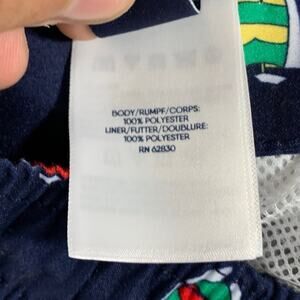 BODY/RUMPF/CORPS:
100% POLYESTER
LINER/FUTTER/DOUBLURE:
100% POLYESTER
RN 62830